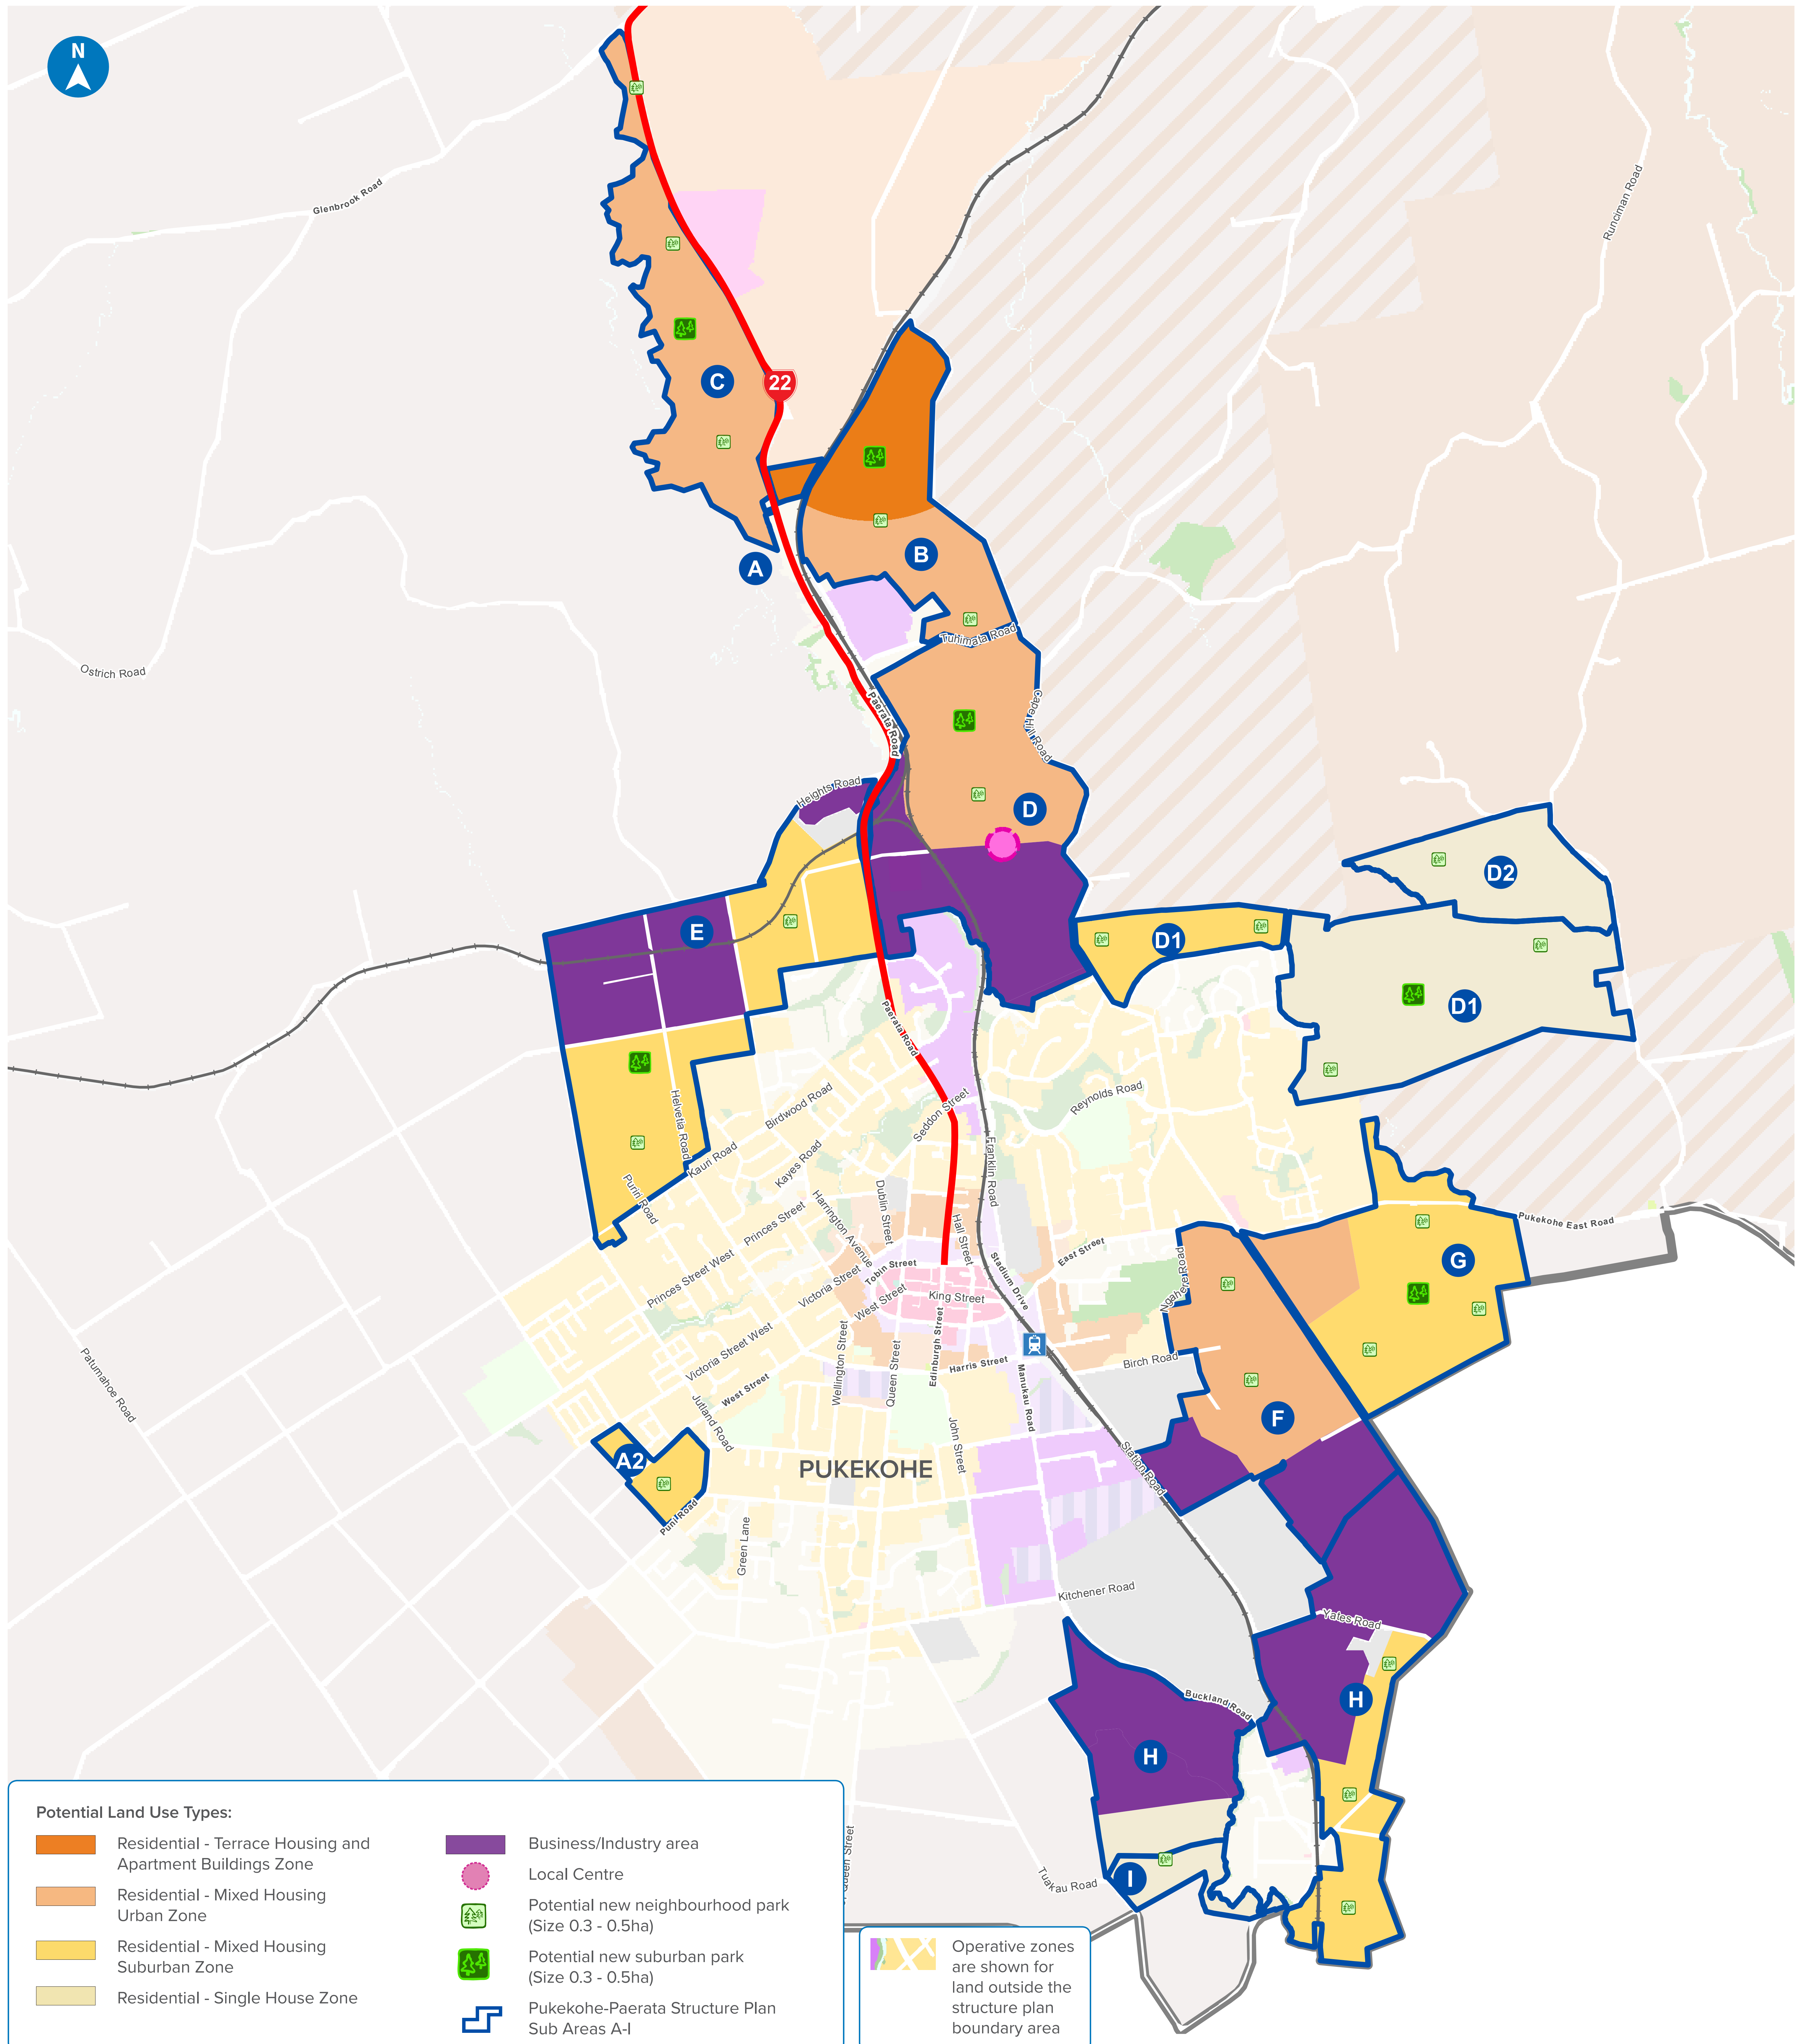 N
Glenbrook Road
Runciman Road
C
22
B
A
Tuhimata Road
Ostrich Road
Paerata Road
Cape Hill Road
Heights Road
D
D2
E
D1
D1
Paerata Road
Helvetia Road
Birdwood Road
Seddon Street
Reynolds Road
Kauri Road
Kayes Road
Franklin Road
Puriri Road
Princes Street
Harrington Avenue
Dublin Street
Hall Street
Pukekohe East Road
Princes Street West
Victoria Street
Tobin Street
Stadium Drive
East Street
Road
G
West Street
King Street
Edinburgh Street
Patumahoe Road
Victoria Street West
Wellington Street
Queen Street
Harris Street
Manukau Road
Birch Road
West Street
Jutland Road
John Street
F
A2
PUKEKOHE
Station Road
Puni Road
Green Lane
Kitchener Road
Yates Road
Buckland Road
H
H
I
Tuakau Road
Queen Street
Potential Land Use Types:
Residential - Terrace Housing and
Apartment Buildings Zone
Residential - Mixed Housing
Urban Zone
Residential - Mixed Housing
Suburban Zone
Residential - Single House Zone
Business/Industry area
Local Centre
Potential new neighbourhood park
(Size 0.3 - 0.5ha)
Potential new suburban park
(Size 0.3 - 0.5ha)
Pukekohe-Paerata Structure Plan
Sub Areas A-I
Operative zones
are shown for
land outside the
structure plan
boundary area